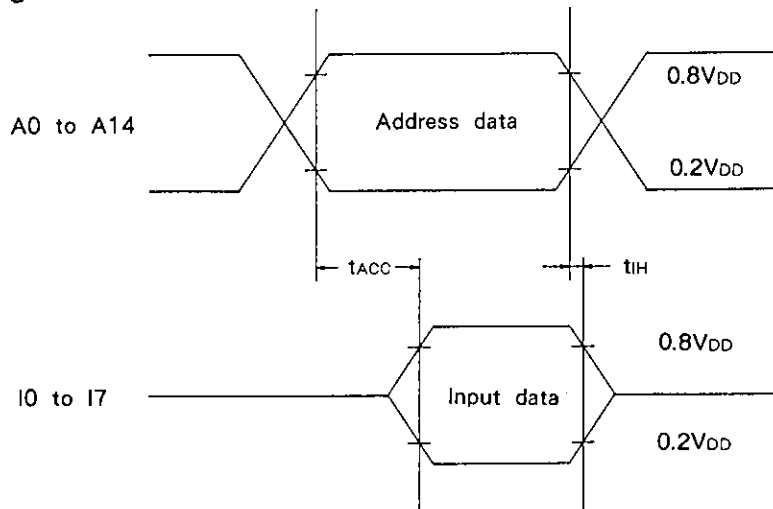 0.8VDD
A0 to A14
Address data
0.2VDD
tACC
tIH
0.8VDD
I0 to I7
Input data
0.2VDD